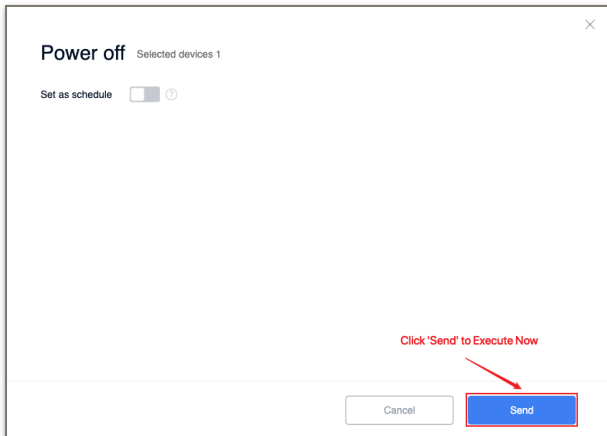 Power off Selected devices 1
Set as schedule ?
Click 'Send' to Execute Now
Cancel Send